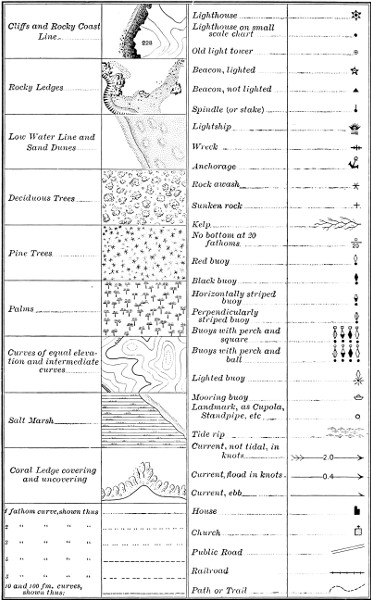 Cliffs and Rocky Coast
Line
220
Rocky Ledges
Low Water Line and
Sand Dunes
Deciduous Trees
Pine Trees
Palms
Curves of equal eleva-
tion and intermediate
curves
Salt Marsh
Coral Ledge covering
and uncovering
1 fathom curve, shown thus
2 " " "
3 " " "
10 and 100 fm. curves,
shown thus:
Lighthouse
Lighthouse on small
scale chart
Old light tower
Beacon, lighted
Beacon, not lighted
Spindle (or stake)
Lightship
Wreck
Anchorage
Rock awash
Sunken rock
Kelp
No bottom at 20
fathoms
20
Red buoy
Black buoy
Horizontally striped
buoy
Perpendicularly
striped buoy
Buoys with perch and
square
Buoys with perch and
ball
Lighted buoy
Mooring buoy
Landmark, as Cupola,
Standpipe, etc
Tide rip
Current, not tidal, in
knots
2.0
Current, flood in knots
0.4
Current, ebb
House
Church
Public Road
Railroad
Path or Trail